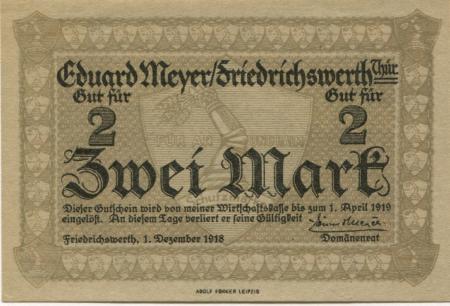 Eduard Meyer/Friedrichswerth Thür
Gut für Gut für
2 2
Zwei Mark
Dieser Gutschein wird von meiner Wirtschaftskasse bis zum 1. April 1919
eingelöst. An diesem Tage verliert er seine Gültigkeit
Friedrichswerth, 1. Dezember 1918 Domänenrat
ADOLF FÖRKER LEIPZIG